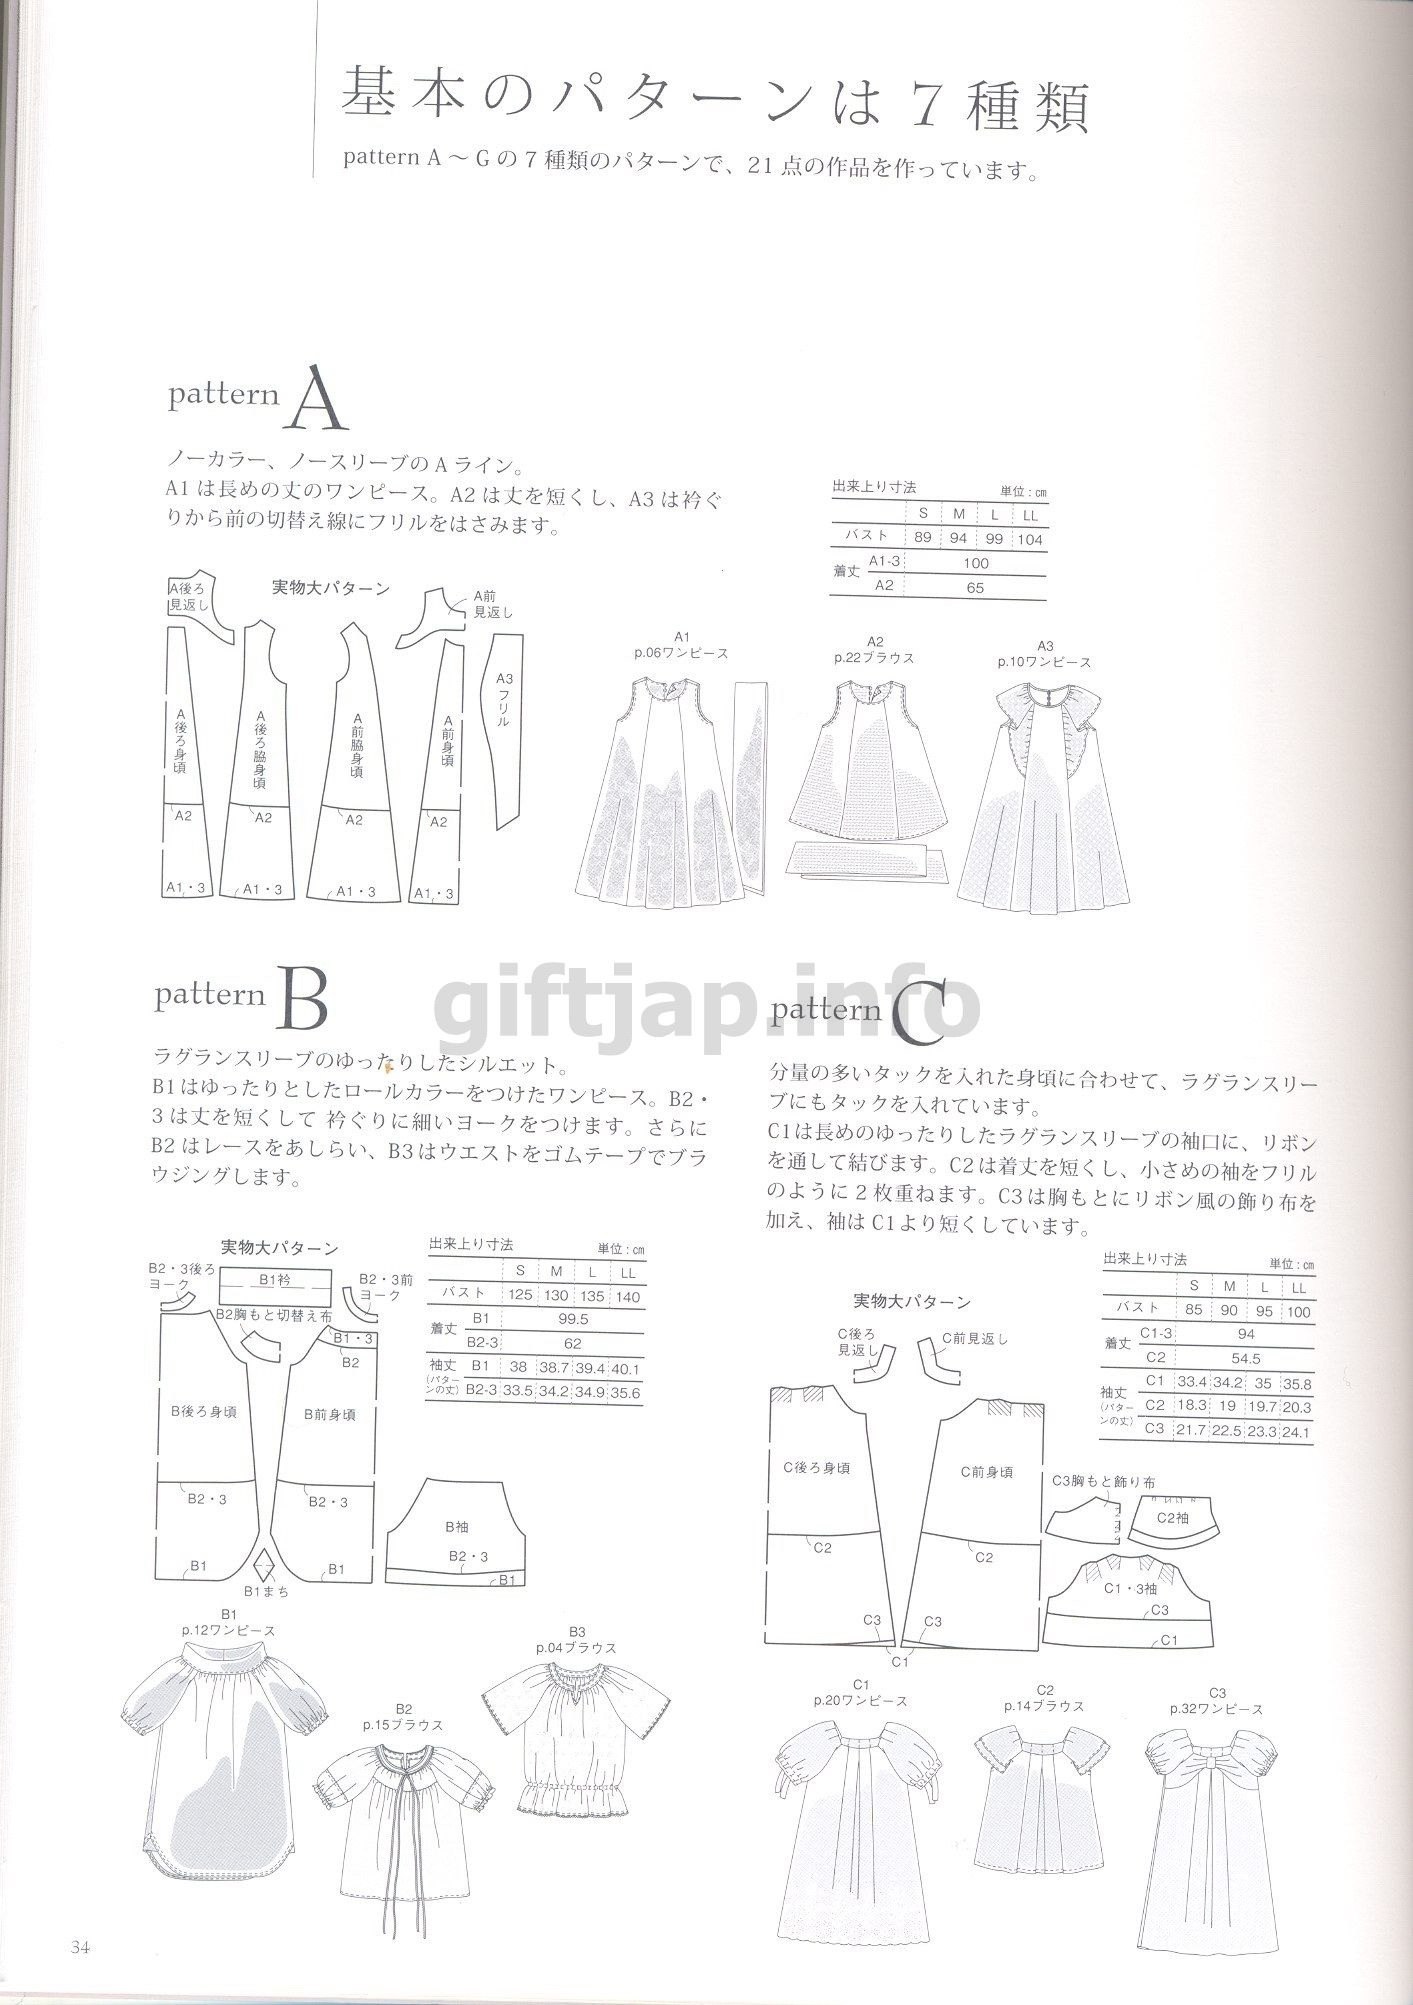 基本のパターンは7種類
pattern A〜Gの7種類のパターンで、21点の作品を作っています。
pattern A
ノーカラー、ノースリーブのAライン。
A1は長めの丈のワンピース。A2は丈を短くし、A3は衿ぐ
りから前の切替え線にフリルをはさみます。
出来上り寸法 単位:㎝
S M L LL
バスト 89 94 99 104
着丈 A1-3 100
A2 65
実物大パターン
A後ろ
見返し
A前
見返し
A3フリル
A後ろ身頃
A後ろ脇身頃
A前脇身頃
A前身頃
A2 A2 A2 A2
A1・3 A1・3 A1・3 A1・3
A1
p.06ワンピース
A2
p.22ブラウス
A3
p.10ワンピース
giftjap.info
pattern B
ラグランスリーブのゆったりしたシルエット。
B1はゆったりとしたロールカラーをつけたワンピース。B2・
3は丈を短くして 衿ぐりに細いヨークをつけます。さらに
B2はレースをあしらい、B3はウエストをゴムテープでブラ
ウジングします。
実物大パターン
B2・3後ろ
ヨーク
B1衿
B2・3前
ヨーク
B2胸もと切替え布
B1・3
B2
B後ろ身頃
B前身頃
B2・3
B2・3
B1
B1
B1まち
B袖
B2・3
B1
出来上り寸法 単位:㎝
S M L LL
バスト 125 130 135 140
着丈 B1 99.5
B2-3 62
袖丈 B1 38 38.7 39.4 40.1
(パターンの丈) B2-3 33.5 34.2 34.9 35.6
B1
p.12ワンピース
B2
p.15ブラウス
B3
p.04ブラウス
pattern C
分量の多いタックを入れた身頃に合わせて、ラグランスリー
ブにもタックを入れています。
C1は長めのゆったりしたラグランスリーブの袖口に、リボン
を通して結びます。C2は着丈を短くし、小さめの袖をフリル
のように2枚重ねます。C3は胸もとにリボン風の飾り布を
加え、袖はC1より短くしています。
出来上り寸法 単位:㎝
S M L LL
バスト 85 90 95 100
着丈 C1-3 94
C2 54.5
袖丈 C1 33.4 34.2 35 35.8
(パターンの丈) C2 18.3 19 19.7 20.3
C3 21.7 22.5 23.3 24.1
実物大パターン
C後ろ
見返し
C前見返し
C後ろ身頃
C前身頃
C2
C2
C3
C3
C1
C3胸もと飾り布
C2袖
C1・3袖
C3
C1
C1
p.20ワンピース
C2
p.14ブラウス
C3
p.32ワンピース
34